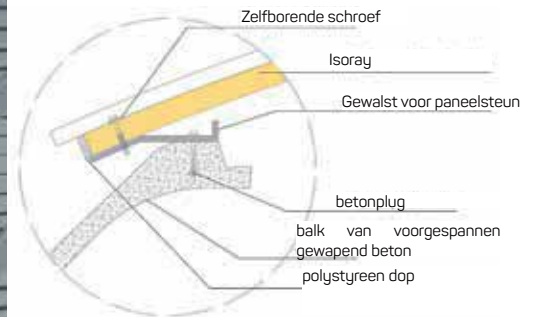 Zelfborende schroef
Isoray
Gewalst voor paneelsteun
betonplug
balk van voorgespannen
gewapend beton
polystyreen dop